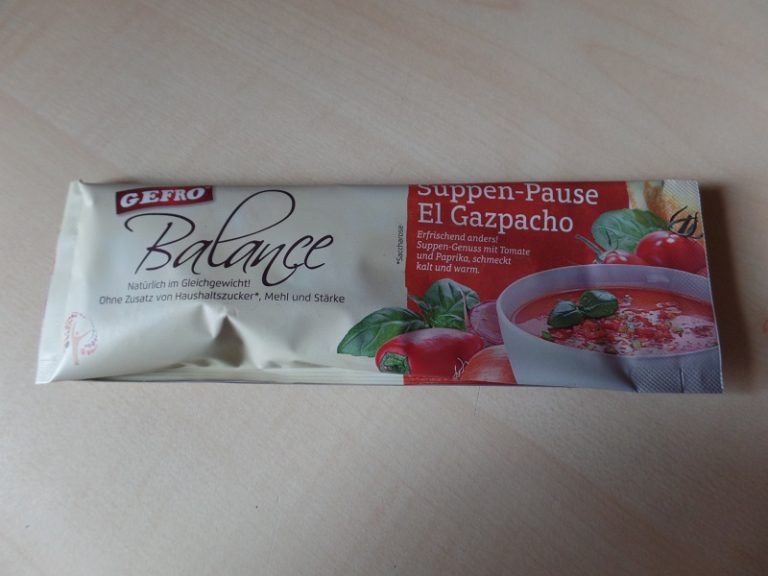 GEFRO
Balance
Natürlich im Gleichgewicht!
Ohne Zusatz von Haushaltszucker*, Mehl und Stärke
*Saccharose
Suppen-Pause
El Gazpacho
Erfrischend anders!
Suppen-Genuss mit Tomate
und Paprika, schmeckt
kalt und warm.